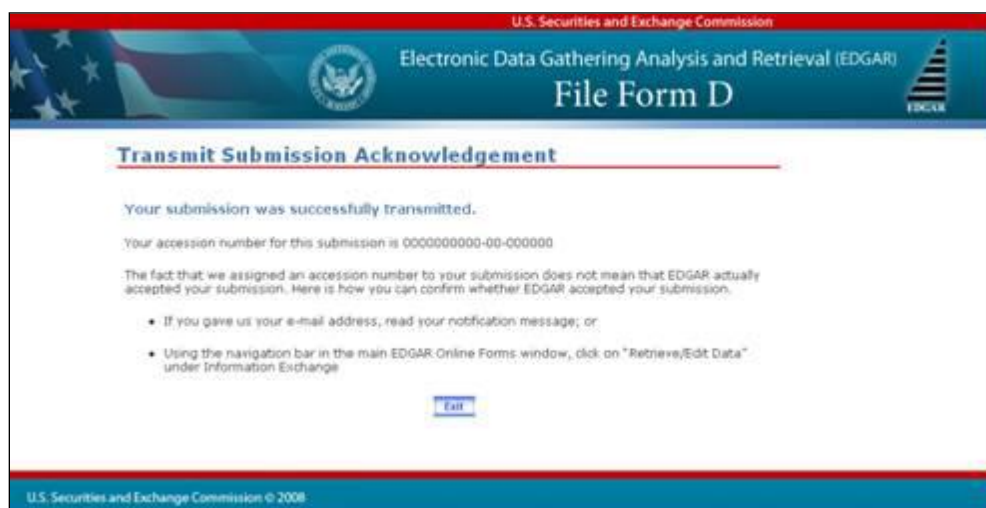 U.S. Securities and Exchange Commission
Electronic Data Gathering Analysis and Retrieval (EDGAR)
File Form D
EDGAR
Transmit Submission Acknowledgement
Your submission was successfully transmitted.
Your accession number for this submission is 0000000000-00-000000
The fact that we assigned an accession number to your submission does not mean that EDGAR actually
accepted your submission. Here is how you can confirm whether EDGAR accepted your submission.
• If you gave us your e-mail address, read your notification message; or
• Using the navigation bar in the main EDGAR Online Forms window, click on "Retrieve/Edit Data"
under Information Exchange
Exit
U.S. Securities and Exchange Commission © 2008